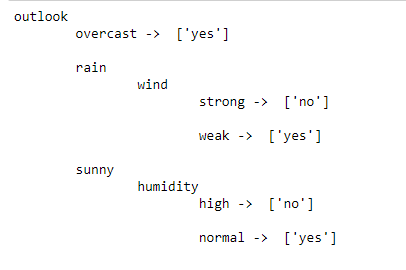 outlook
overcast -> ['yes']
rain
wind
strong -> ['no']
weak -> ['yes']
sunny
humidity
high -> ['no']
normal -> ['yes']